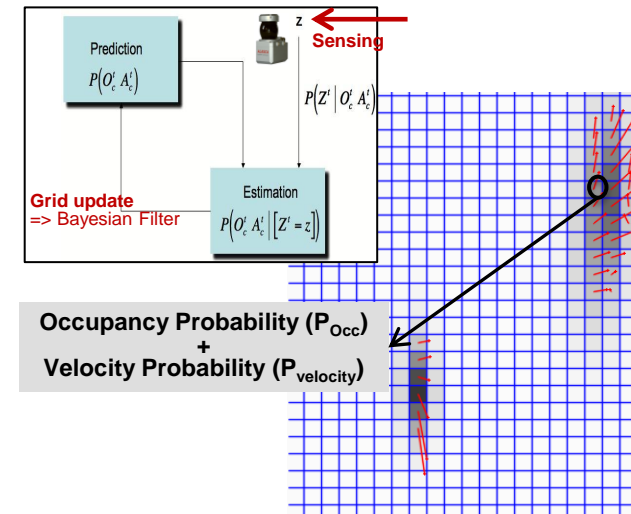 z
Sensing
Prediction
P(O_c^t A_c^t)
P(Z^t | O_c^t A_c^t)
Grid update
=> Bayesian Filter
Estimation
P(O_c^t A_c^t | [Z^t = z])
Occupancy Probability (P_Occ)
+
Velocity Probability (P_velocity)